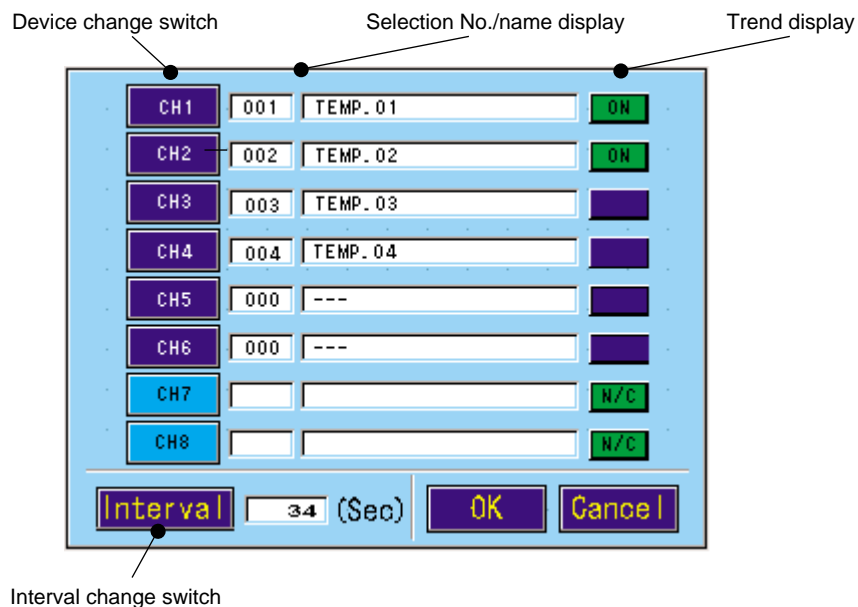 Device change switch Selection No./name display Trend display
CH1 001 TEMP.01 ON
CH2 002 TEMP.02 ON
CH3 003 TEMP.03
CH4 004 TEMP.04
CH5 000 ---
CH6 000 ---
CH7 N/C
CH8 N/C
Interval 34 (Sec) OK Cancel
Interval change switch